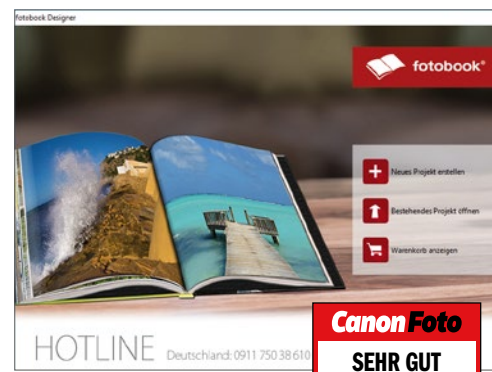 fotobook Designer
fotobook®
Neues Projekt erstellen
Bestehendes Projekt öffnen
Warenkorb anzeigen
HOTLINE Deutschland: 0911 750 38 610
CanonFoto
SEHR GUT